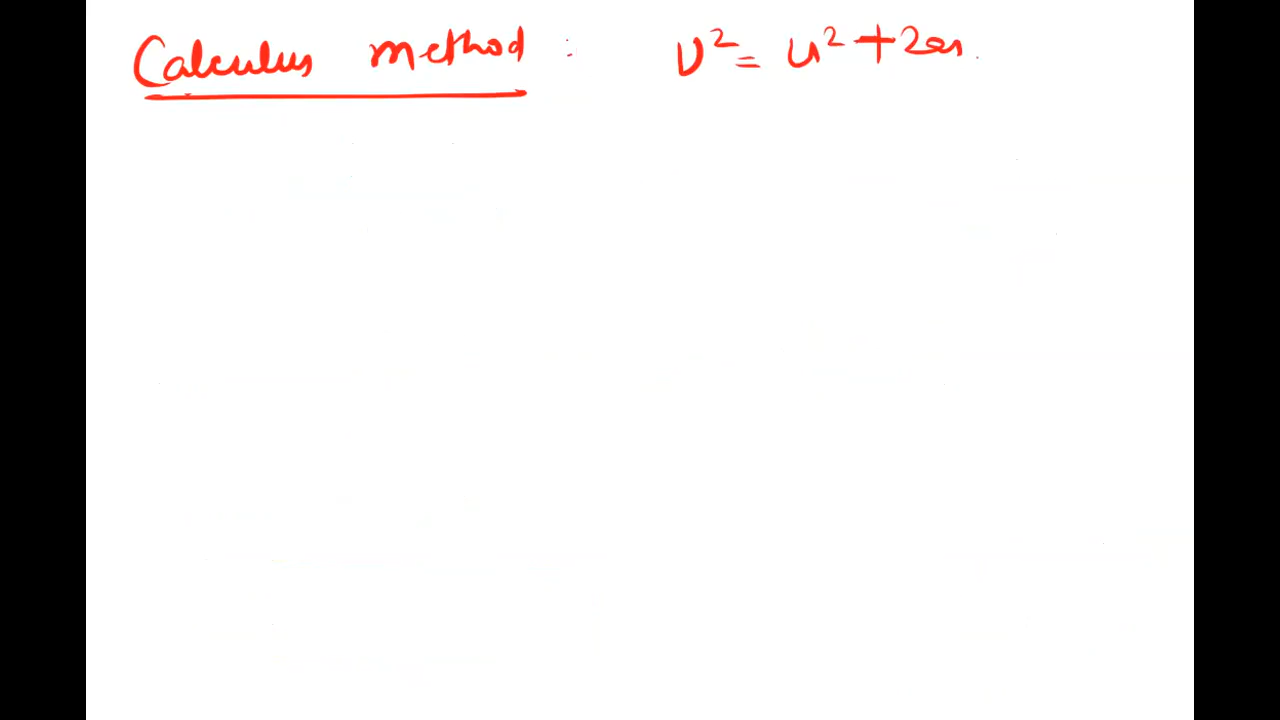 Calculus method : v² = u² + 2as